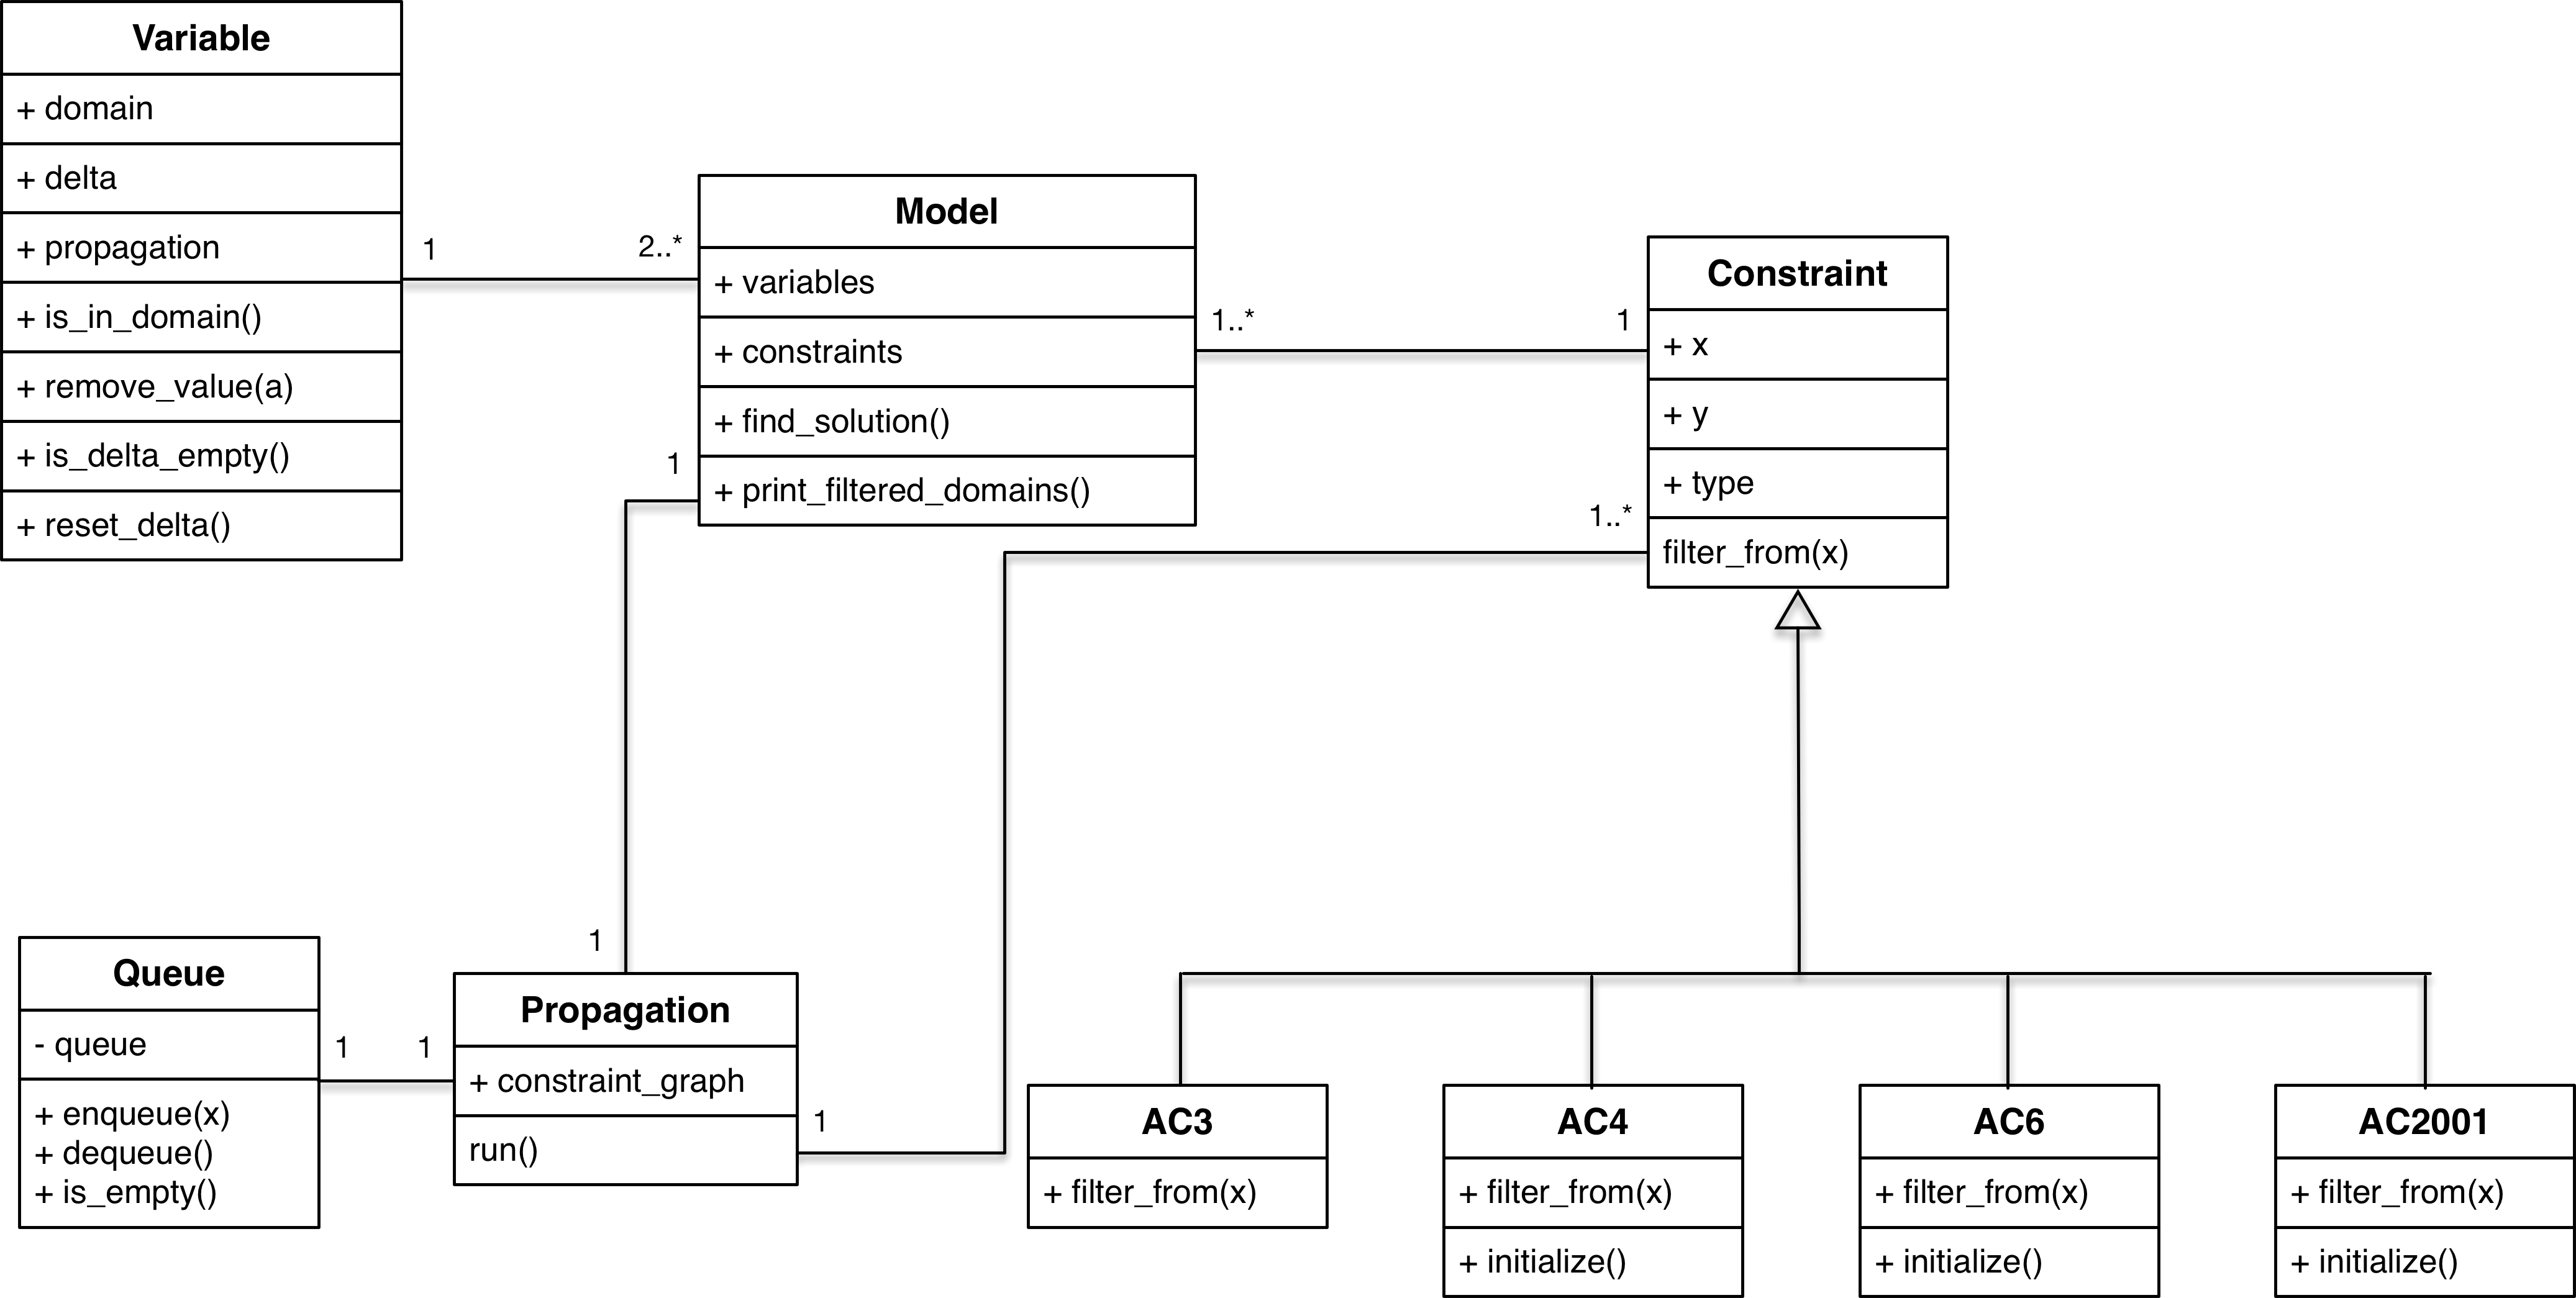 Variable
+ domain
+ delta
+ propagation
+ is_in_domain()
+ remove_value(a)
+ is_delta_empty()
+ reset_delta()
1
2..*
Model
+ variables
+ constraints
+ find_solution()
+ print_filtered_domains()
1..*
1
1
1..*
Constraint
+ x
+ y
+ type
filter_from(x)
Queue
- queue
+ enqueue(x)
+ dequeue()
+ is_empty()
1
1
1
Propagation
+ constraint_graph
run()
1
AC3
+ filter_from(x)
AC4
+ filter_from(x)
+ initialize()
AC6
+ filter_from(x)
+ initialize()
AC2001
+ filter_from(x)
+ initialize()